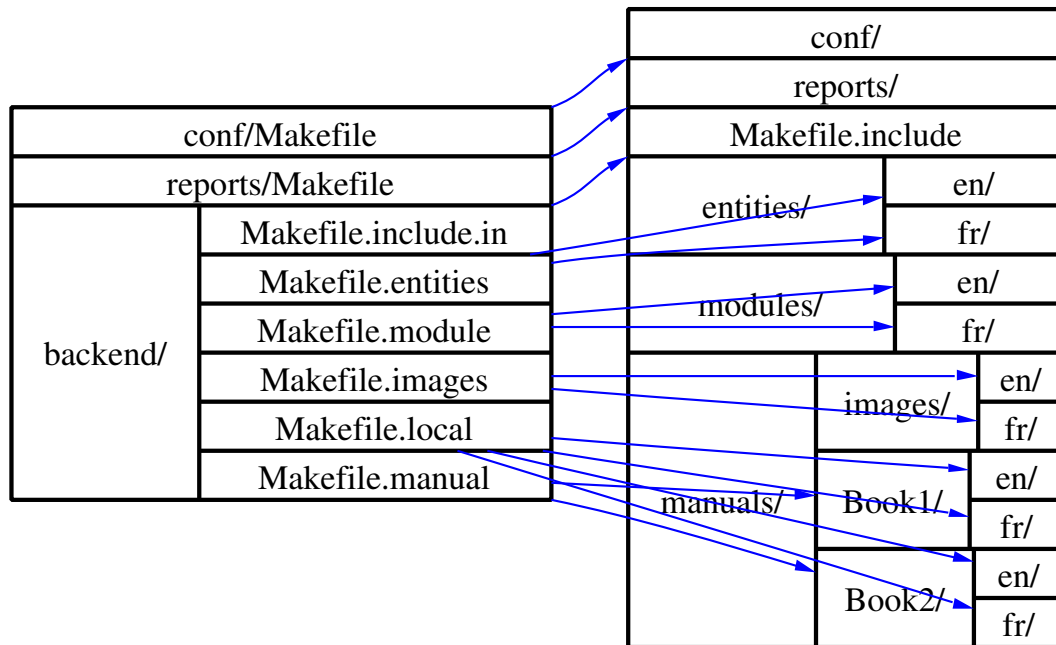 conf/Makefile
reports/Makefile
backend/
Makefile.include.in
Makefile.entities
Makefile.module
Makefile.images
Makefile.local
Makefile.manual
conf/
reports/
Makefile.include
entities/
en/
fr/
modules/
en/
fr/
manuals/
images/
en/
fr/
Book1/
en/
fr/
Book2/
en/
fr/